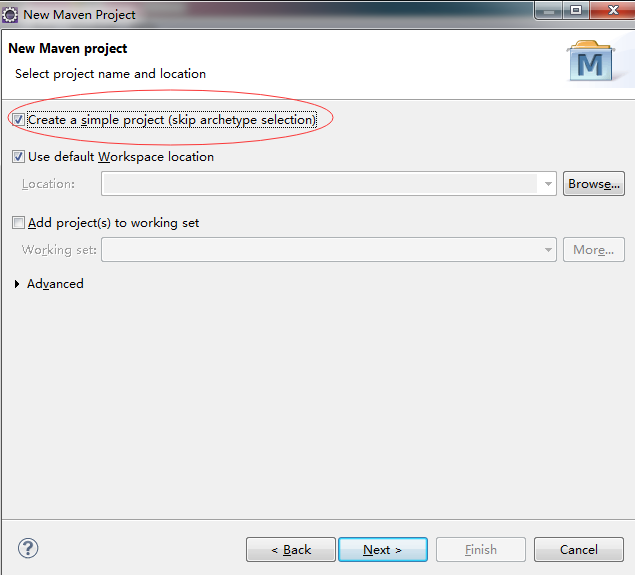 New Maven Project
New Maven project
Select project name and location
M
Create a simple project (skip archetype selection)
Use default Workspace location
Location:
Browse...
Add project(s) to working set
Working set:
More...
Advanced
?
< Back
Next >
Finish
Cancel